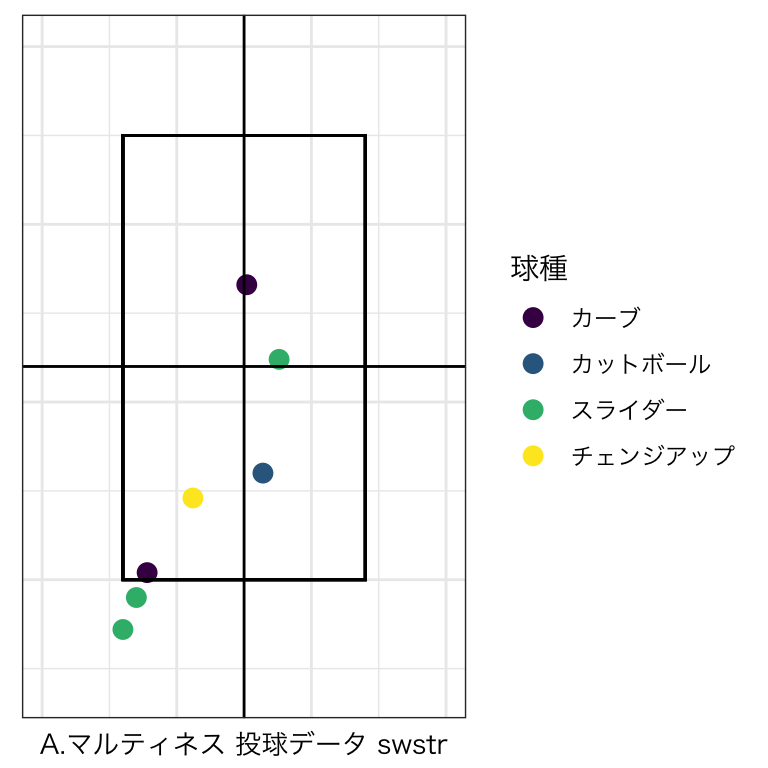 球種
カーブ
カットボール
スライダー
チェンジアップ
A.マルティネス 投球データ swstr